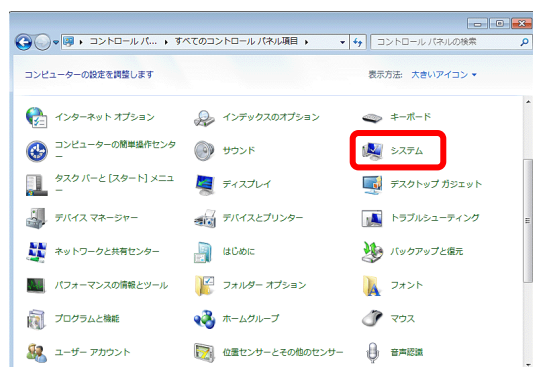 コントロール パ... すべてのコントロール パネル項目 コントロール パネルの検索
コンピューターの設定を調整します 表示方法: 大きいアイコン
インターネット オプション インデックスのオプション キーボード
コンピューターの簡単操作センター サウンド システム
タスク バーと [スタート] メニュー ディスプレイ デスクトップ ガジェット
デバイス マネージャー デバイスとプリンター トラブルシューティング
ネットワークと共有センター はじめに バックアップと復元
パフォーマンスの情報とツール フォルダー オプション フォント
プログラムと機能 ホームグループ マウス
ユーザー アカウント 位置センサーとその他のセンサー 音声認識